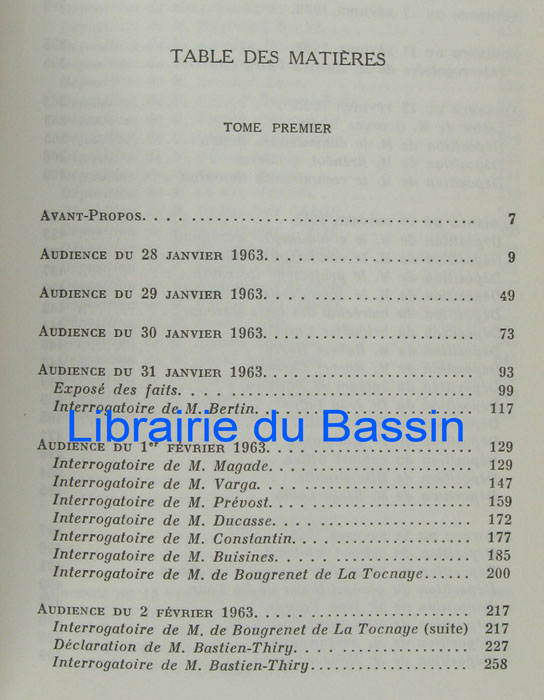 TABLE DES MATIÈRES
TOME PREMIER
AVANT-PROPOS. . . . . . . . . . . . . . . . . . . . . . . . . . . . . . . . . . . . 7
AUDIENCE DU 28 JANVIER 1963. . . . . . . . . . . . . . . . . . . . . . . 9
AUDIENCE DU 29 JANVIER 1963. . . . . . . . . . . . . . . . . . . . . . . 49
AUDIENCE DU 30 JANVIER 1963. . . . . . . . . . . . . . . . . . . . . . . 73
AUDIENCE DU 31 JANVIER 1963. . . . . . . . . . . . . . . . . . . . . . . 93
Exposé des faits. . . . . . . . . . . . . . . . . . . . . . . . . . . . . . . . 99
Interrogatoire de M. Bertin. . . . . . . . . . . . . . . . . . . . . . . . 117
Librairie du Bassin
AUDIENCE DU 1er FÉVRIER 1963. . . . . . . . . . . . . . . . . . . . . . 129
Interrogatoire de M. Magade. . . . . . . . . . . . . . . . . . . . . . . 129
Interrogatoire de M. Varga. . . . . . . . . . . . . . . . . . . . . . . . 147
Interrogatoire de M. Prévost. . . . . . . . . . . . . . . . . . . . . . . 159
Interrogatoire de M. Ducasse. . . . . . . . . . . . . . . . . . . . . . . 172
Interrogatoire de M. Constantin. . . . . . . . . . . . . . . . . . . . . 177
Interrogatoire de M. Buisines. . . . . . . . . . . . . . . . . . . . . . 185
Interrogatoire de M. de Bougrenet de La Tocnaye. . . . . . 200
AUDIENCE DU 2 FÉVRIER 1963. . . . . . . . . . . . . . . . . . . . . . . 217
Interrogatoire de M. de Bougrenet de La Tocnaye (suite) 217
Déclaration de M. Bastien-Thiry. . . . . . . . . . . . . . . . . . . . 227
Interrogatoire de M. Bastien-Thiry. . . . . . . . . . . . . . . . . . 258